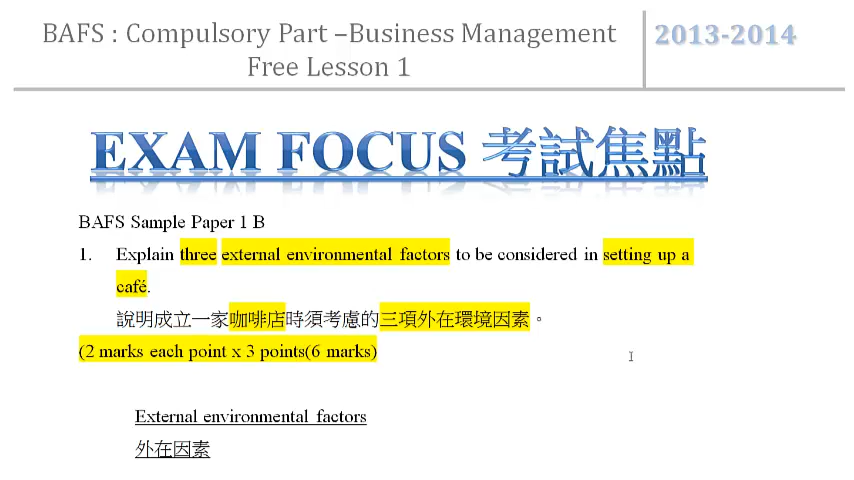 BAFS : Compulsory Part –Business Management
Free Lesson 1
2013-2014
EXAM FOCUS 考試焦點
BAFS Sample Paper 1 B
1. Explain three external environmental factors to be considered in setting up a
café.
說明成立一家咖啡店時須考慮的三項外在環境因素。
(2 marks each point x 3 points(6 marks)
External environmental factors
外在因素